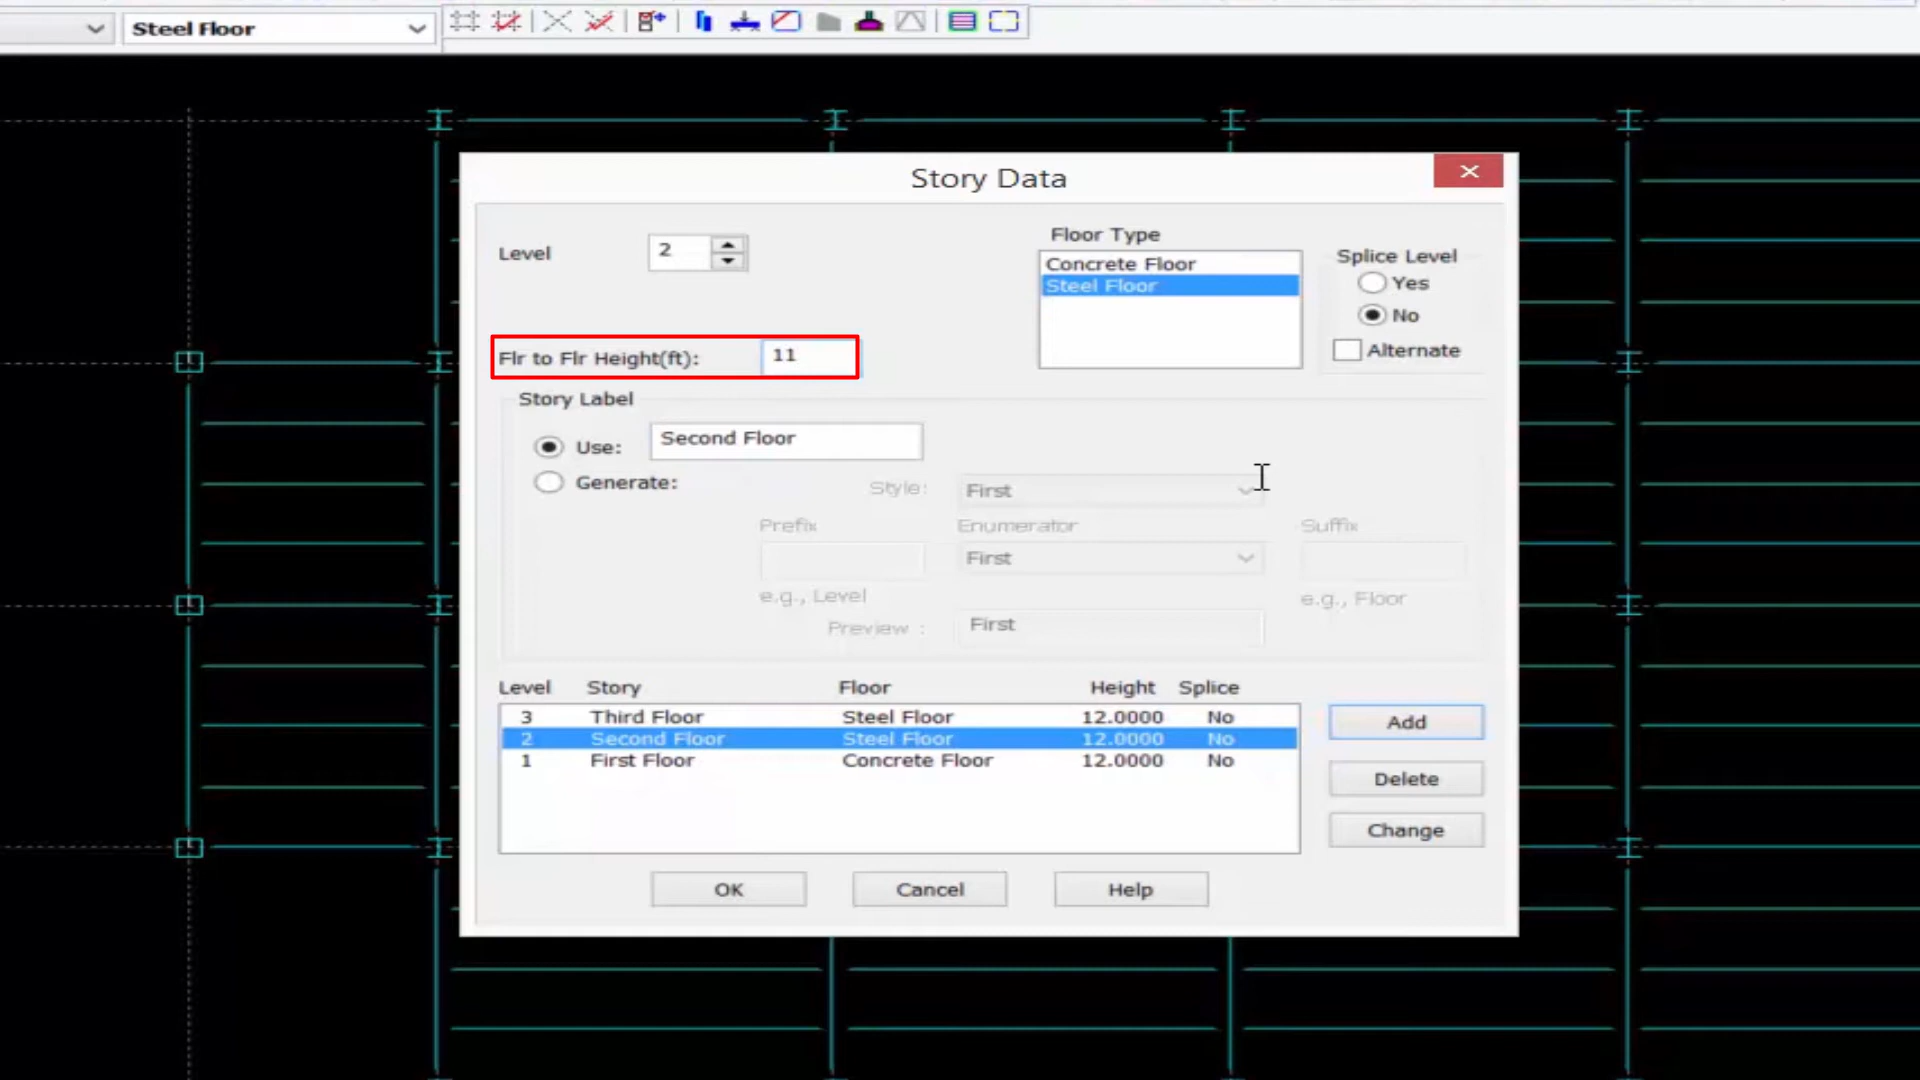 Steel Floor
Story Data
Level 2
Floor Type
Concrete Floor
Steel Floor
Splice Level
Yes
No
Alternate
Flr to Flr Height(ft): 11
Story Label
Use: Second Floor
Generate:
Style: First
Prefix Enumerator Suffix
First
e.g., Level e.g., Floor
Preview : First
Level Story Floor Height Splice
3 Third Floor Steel Floor 12.0000 No
2 Second Floor Steel Floor 12.0000 No
1 First Floor Concrete Floor 12.0000 No
Add
Delete
Change
OK Cancel Help